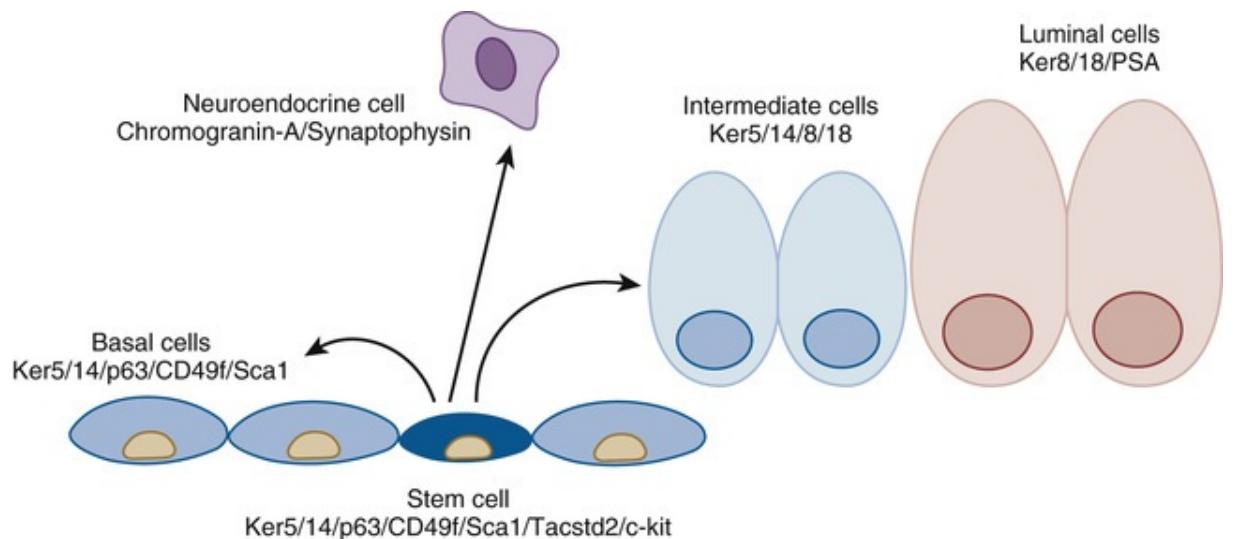 Luminal cells
Ker8/18/PSA
Neuroendocrine cell
Chromogranin-A/Synaptophysin
Intermediate cells
Ker5/14/8/18
Basal cells
Ker5/14/p63/CD49f/Sca1
Stem cell
Ker5/14/p63/CD49f/Sca1/Tacstd2/c-kit